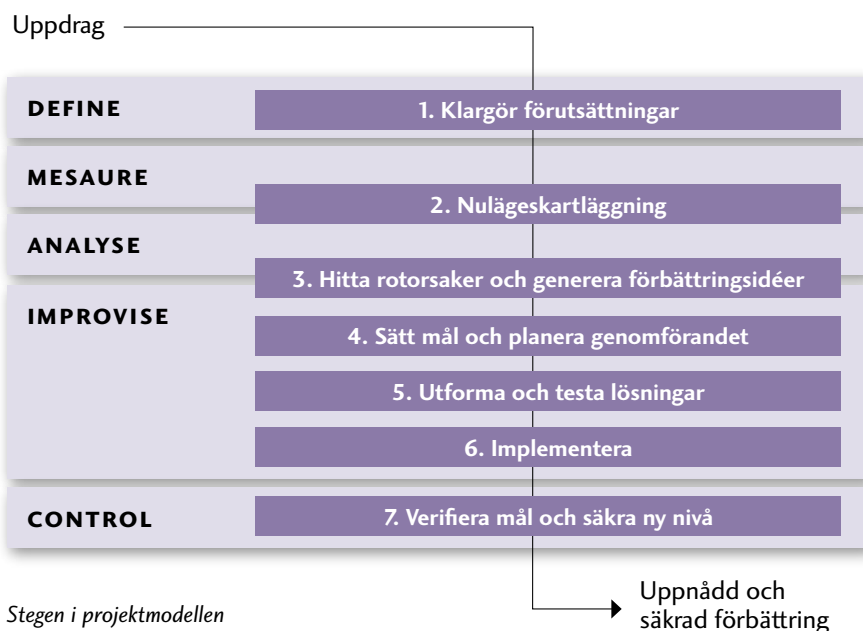 Uppdrag
DEFINE
1. Klargör förutsättningar
MESAURE
2. Nulägeskartläggning
ANALYSE
3. Hitta rotorsaker och generera förbättringsidéer
IMPROVISE
4. Sätt mål och planera genomförandet
5. Utforma och testa lösningar
6. Implementera
CONTROL
7. Verifiera mål och säkra ny nivå
Stegen i projektmodellen
Uppnådd och
säkrad förbättring